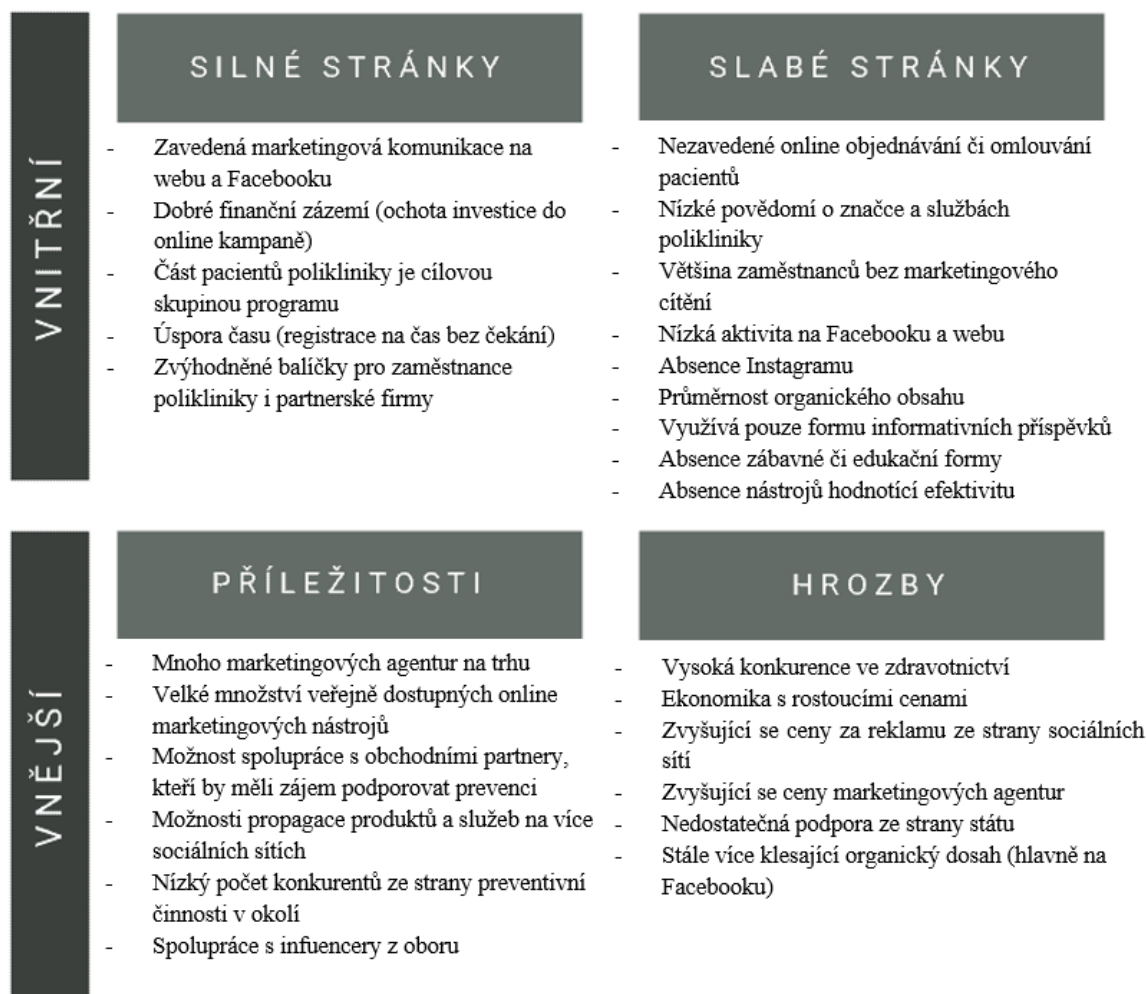 VNITŘNÍ
SILNÉ STRÁNKY
- Zavedená marketingová komunikace na
webu a Facebooku
- Dobré finanční zázemí (ochota investice do
online kampaně)
- Část pacientů polikliniky je cílovou
skupinou programu
- Úspora času (registrace na čas bez čekání)
- Zvýhodněné balíčky pro zaměstnance
polikliniky i partnerské firmy
SLABÉ STRÁNKY
- Nezavedené online objednávání či omlouvání
pacientů
- Nízké povědomí o značce a službách
polikliniky
- Většina zaměstnanců bez marketingového
cítění
- Nízká aktivita na Facebooku a webu
- Absence Instagramu
- Průměrnost organického obsahu
- Využívá pouze formu informativních příspěvků
- Absence zábavné či edukační formy
- Absence nástrojů hodnotící efektivitu
VNĚJŠÍ
PŘÍLEŽITOSTI
- Mnoho marketingových agentur na trhu
- Velké množství veřejně dostupných online
marketingových nástrojů
- Možnost spolupráce s obchodními partnery,
kteří by měli zájem podporovat prevenci
- Možnosti propagace produktů a služeb na více
sociálních sítích
- Nízký počet konkurentů ze strany preventivní
činnosti v okolí
- Spolupráce s infuencery z oboru
HROZBY
- Vysoká konkurence ve zdravotnictví
- Ekonomika s rostoucími cenami
- Zvyšující se ceny za reklamu ze strany sociálních
sítí
- Zvyšující se ceny marketingových agentur
- Nedostatečná podpora ze strany státu
- Stále více klesající organický dosah (hlavně na
Facebooku)